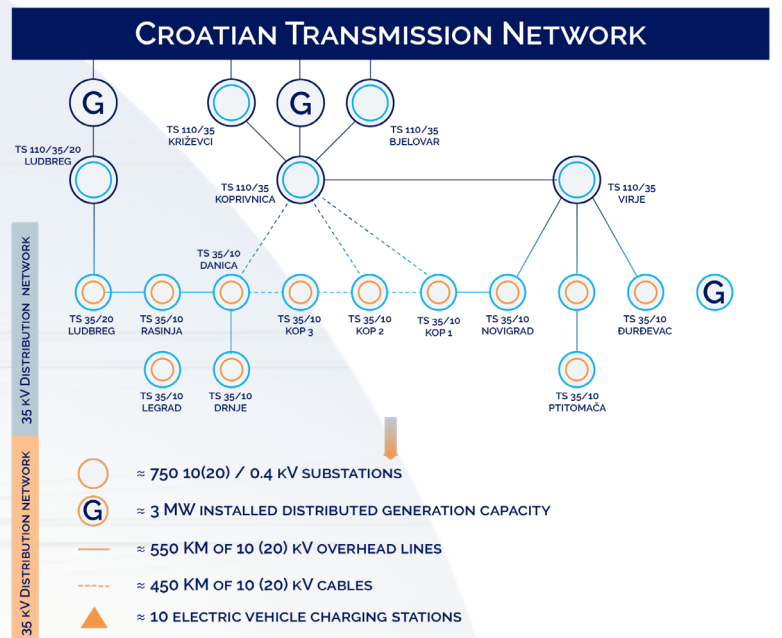 CROATIAN TRANSMISSION NETWORK
G
G
TS 110/35
KRIŽEVCI
TS 110/35
BJELOVAR
TS 110/35/20
LUDBREG
TS 110/35
KOPRIVNICA
TS 110/35
VIRJE
35 KV DISTRIBUTION NETWORK
TS 35/10
DANICA
G
TS 35/20
LUDBREG
TS 35/10
RASINJA
TS 35/10
KOP 3
TS 35/10
KOP 2
TS 35/10
KOP 1
TS 35/10
NOVIGRAD
TS 35/10
ĐURĐEVAC
TS 35/10
LEGRAD
TS 35/10
DRNJE
TS 35/10
PTITOMAČA
35 KV DISTRIBUTION NETWORK
≈ 750 10(20) / 0.4 KV SUBSTATIONS
G
≈ 3 MW INSTALLED DISTRIBUTED GENERATION CAPACITY
≈ 550 KM OF 10 (20) KV OVERHEAD LINES
≈ 450 KM OF 10 (20) KV CABLES
≈ 10 ELECTRIC VEHICLE CHARGING STATIONS